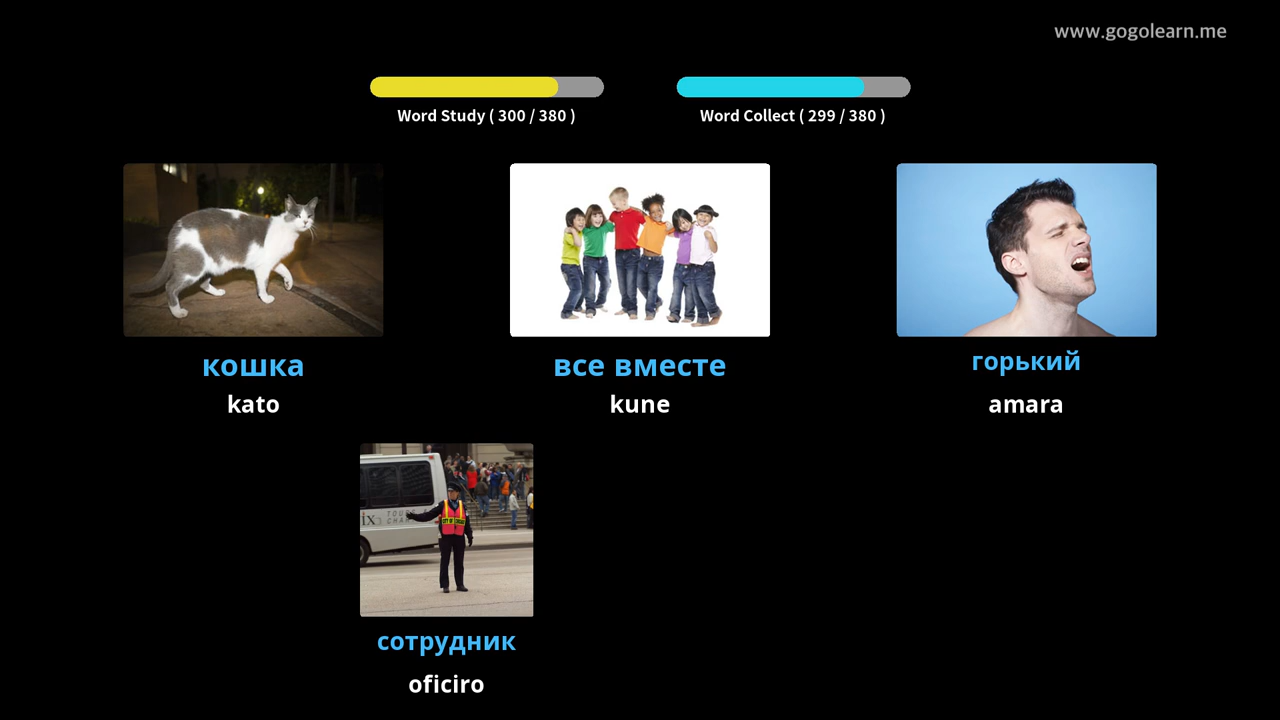 www.gogolearn.me
Word Study ( 300 / 380 )
Word Collect ( 299 / 380 )
кошка
kato
все вместе
kune
горький
amara
сотрудник
oficiro